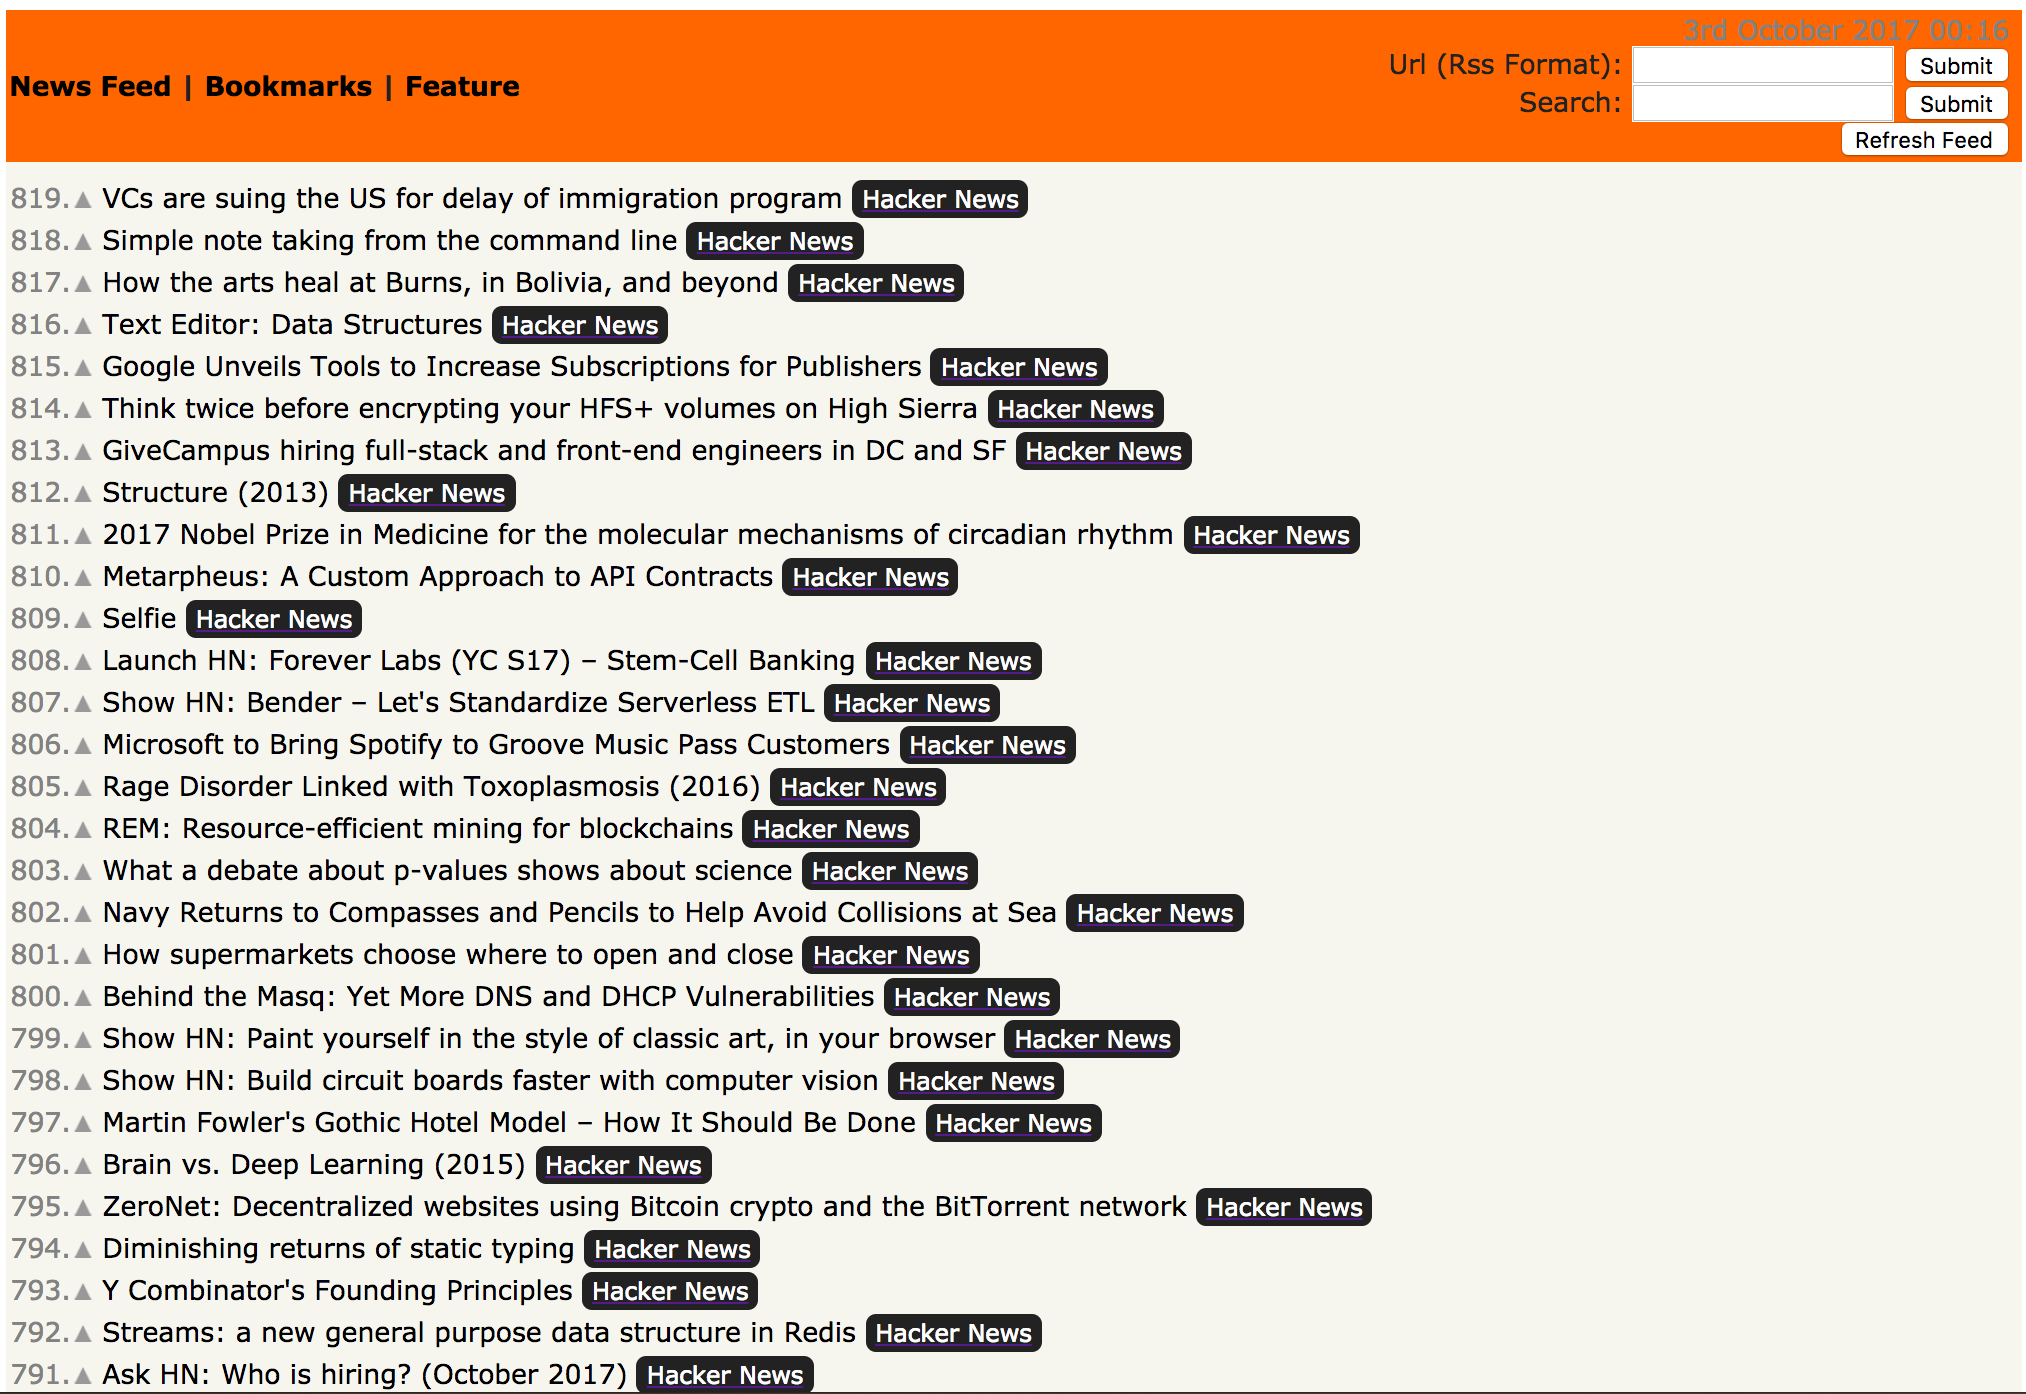 3rd October 2017 00:16
News Feed | Bookmarks | Feature
Url (Rss Format): Submit
Search: Submit
Refresh Feed
819.▲ VCs are suing the US for delay of immigration program Hacker News
818.▲ Simple note taking from the command line Hacker News
817.▲ How the arts heal at Burns, in Bolivia, and beyond Hacker News
816.▲ Text Editor: Data Structures Hacker News
815.▲ Google Unveils Tools to Increase Subscriptions for Publishers Hacker News
814.▲ Think twice before encrypting your HFS+ volumes on High Sierra Hacker News
813.▲ GiveCampus hiring full-stack and front-end engineers in DC and SF Hacker News
812.▲ Structure (2013) Hacker News
811.▲ 2017 Nobel Prize in Medicine for the molecular mechanisms of circadian rhythm Hacker News
810.▲ Metarpheus: A Custom Approach to API Contracts Hacker News
809.▲ Selfie Hacker News
808.▲ Launch HN: Forever Labs (YC S17) – Stem-Cell Banking Hacker News
807.▲ Show HN: Bender – Let's Standardize Serverless ETL Hacker News
806.▲ Microsoft to Bring Spotify to Groove Music Pass Customers Hacker News
805.▲ Rage Disorder Linked with Toxoplasmosis (2016) Hacker News
804.▲ REM: Resource-efficient mining for blockchains Hacker News
803.▲ What a debate about p-values shows about science Hacker News
802.▲ Navy Returns to Compasses and Pencils to Help Avoid Collisions at Sea Hacker News
801.▲ How supermarkets choose where to open and close Hacker News
800.▲ Behind the Masq: Yet More DNS and DHCP Vulnerabilities Hacker News
799.▲ Show HN: Paint yourself in the style of classic art, in your browser Hacker News
798.▲ Show HN: Build circuit boards faster with computer vision Hacker News
797.▲ Martin Fowler's Gothic Hotel Model – How It Should Be Done Hacker News
796.▲ Brain vs. Deep Learning (2015) Hacker News
795.▲ ZeroNet: Decentralized websites using Bitcoin crypto and the BitTorrent network Hacker News
794.▲ Diminishing returns of static typing Hacker News
793.▲ Y Combinator's Founding Principles Hacker News
792.▲ Streams: a new general purpose data structure in Redis Hacker News
791.▲ Ask HN: Who is hiring? (October 2017) Hacker News